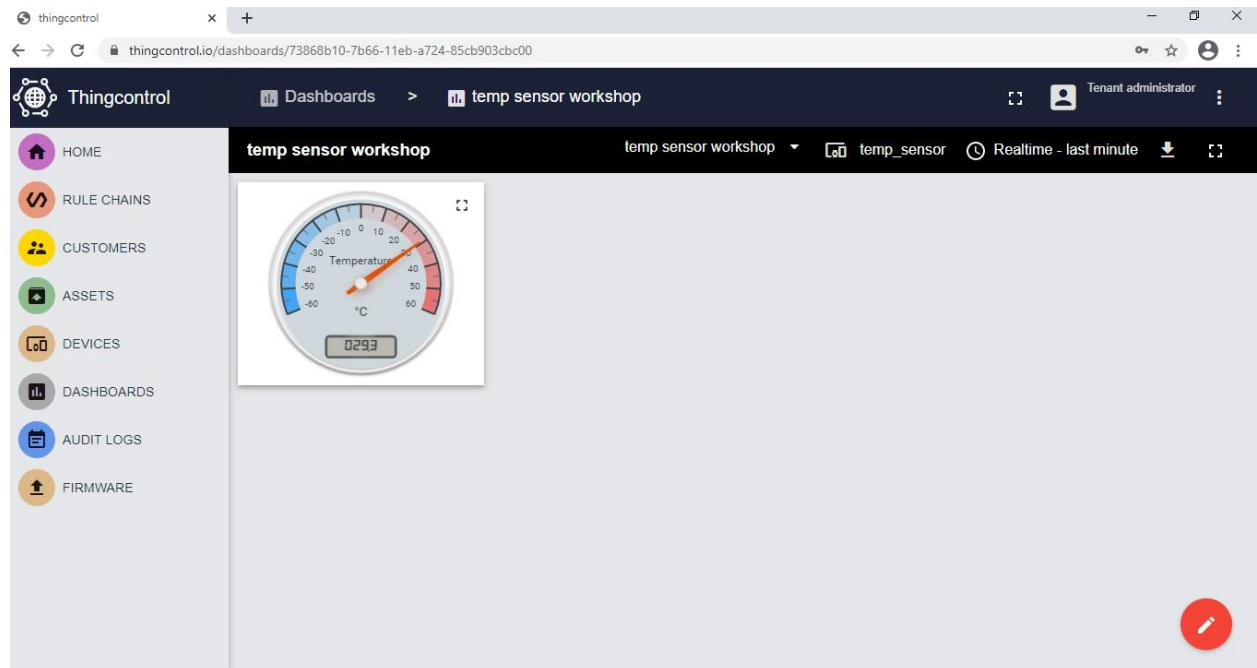 thingcontrol
thingcontrol.io/dashboards/73868b10-7b66-11eb-a724-85cb903cbc00
Thingcontrol
Dashboards > temp sensor workshop
Tenant administrator
HOME
RULE CHAINS
CUSTOMERS
ASSETS
DEVICES
DASHBOARDS
AUDIT LOGS
FIRMWARE
temp sensor workshop
temp sensor workshop
temp_sensor
Realtime - last minute
-60
-50
-40
-30
-20
-10
0
10
20
40
50
60
Temperature
°C
029.3